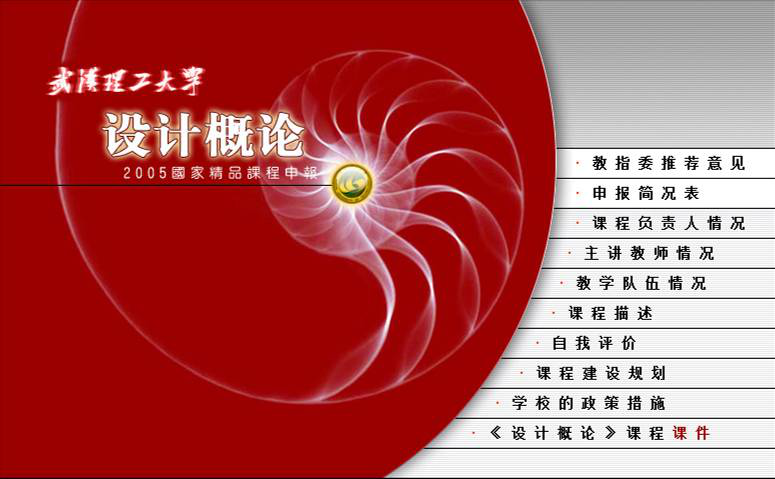 武漢理工大學
设计概论
2005國家精品課程申報
· 教指委推荐意见
· 申报简况表
· 课程负责人情况
· 主讲教师情况
· 教学队伍情况
· 课程描述
· 自我评价
· 课程建设规划
· 学校的政策措施
· 《设计概论》课程课件